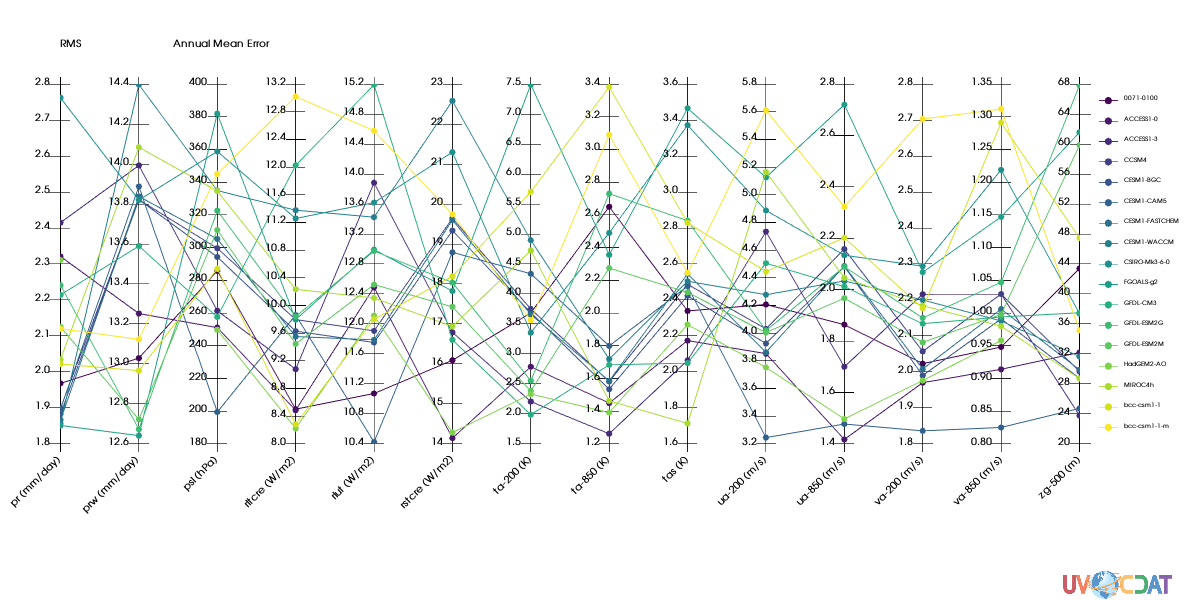 RMS Annual Mean Error
2.8 14.4 400 13.2 15.2 23 7.5 3.4 3.6 5.8 2.8 2.8 1.35 68
2.7 14.2 380 12.8 14.8 22 7.0 3.2 5.6 2.7 1.30 64
2.6 14.0 360 12.4 14.4 21 6.5 3.0 3.2 5.4 2.6 2.6 60
2.5 13.8 340 12.0 14.0 20 6.0 2.8 3.0 5.2 2.4 2.5 1.20 56
2.4 13.6 320 11.6 13.6 19 5.5 2.6 2.8 5.0 2.2 2.4 1.15 52
2.3 13.4 300 11.2 13.2 5.0 2.4 2.6 4.8 2.0 2.3 1.10 48
2.2 13.2 280 10.8 12.8 17 4.5 2.2 2.4 4.6 1.8 2.2 1.05 44
2.1 13.0 260 10.4 12.4 4.0 2.0 2.2 4.4 1.6 2.1 1.00 40
2.0 12.8 240 10.0 12.0 15 3.5 1.8 2.0 4.2 1.4 2.0 0.95 36
1.9 12.6 220 9.6 11.6 14 3.0 1.6 1.8 4.0 1.9 0.90 32
1.8 200 9.2 11.2 2.5 1.4 1.6 3.8 1.8 0.85 28
180 8.8 10.8 2.0 1.2 3.6 0.80 24
8.4 10.4 1.5 3.4 20
8.0 3.2
pr (mm/day)
prw (mm/day)
psl (hPa)
rltcre (W/m2)
rlut (W/m2)
rstcre (W/m2)
ta-200 (K)
ta-850 (K)
tas (K)
ua-200 (m/s)
ua-850 (m/s)
va-200 (m/s)
va-850 (m/s)
zg-500 (m)
0071-0100
ACCESS1-0
ACCESS1-3
CCSM4
CESM1-BGC
CESM1-CAM5
CESM1-FASTCHEM
CESM1-WACCM
CSIRO-Mk3-6-0
FGOALS-g2
GFDL-CM3
GFDL-ESM2G
GFDL-ESM2M
HadGEM2-AO
MIROC4h
bcc-csm1-1
bcc-csm1-1-m
UV CDAT